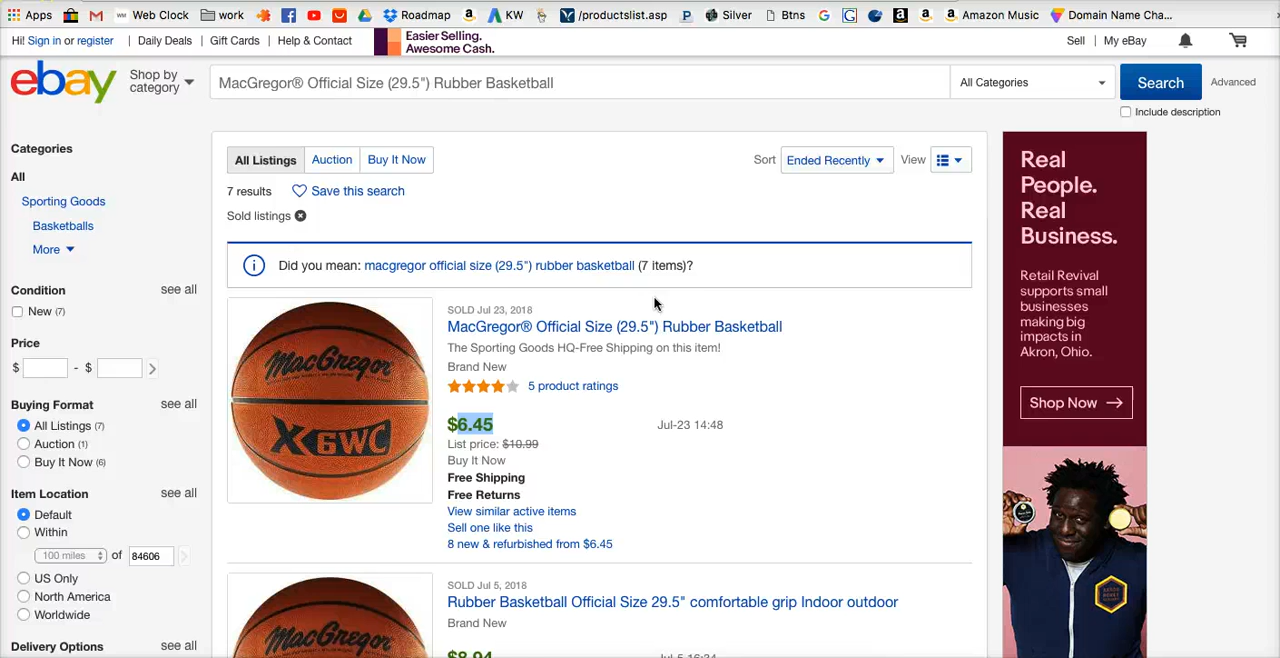 Apps M Web Clock work Roadmap KW /productslist.asp P Silver Btns G Amazon Music Domain Name Cha...
Hi! Sign in or register Daily Deals Gift Cards Help & Contact Easier Selling. Awesome Cash. Sell My eBay
ebay Shop by category MacGregor® Official Size (29.5") Rubber Basketball All Categories Search Advanced
Include description
Categories
All
Sporting Goods
Basketballs
More
Condition see all
New (7)
Price
$ - $
Buying Format see all
All Listings (7)
Auction (1)
Buy It Now (6)
Item Location see all
Default
Within
100 miles of 84606
US Only
North America
Worldwide
Delivery Options see all
All Listings Auction Buy It Now Sort Ended Recently View
7 results Save this search
Sold listings
Did you mean: macgregor official size (29.5") rubber basketball (7 items)?
MacGregor
X6WC
SOLD Jul 23, 2018
MacGregor® Official Size (29.5") Rubber Basketball
The Sporting Goods HQ-Free Shipping on this item!
Brand New
5 product ratings
$6.45 Jul-23 14:48
List price: $10.99
Buy It Now
Free Shipping
Free Returns
View similar active items
Sell one like this
8 new & refurbished from $6.45
MacGregor
SOLD Jul 5, 2018
Rubber Basketball Official Size 29.5" comfortable grip Indoor outdoor
Brand New
$8.94 Jul-5 16:34
Real
People.
Real
Business.
Retail Revival
supports small
businesses
making big
impacts in
Akron, Ohio.
Shop Now →